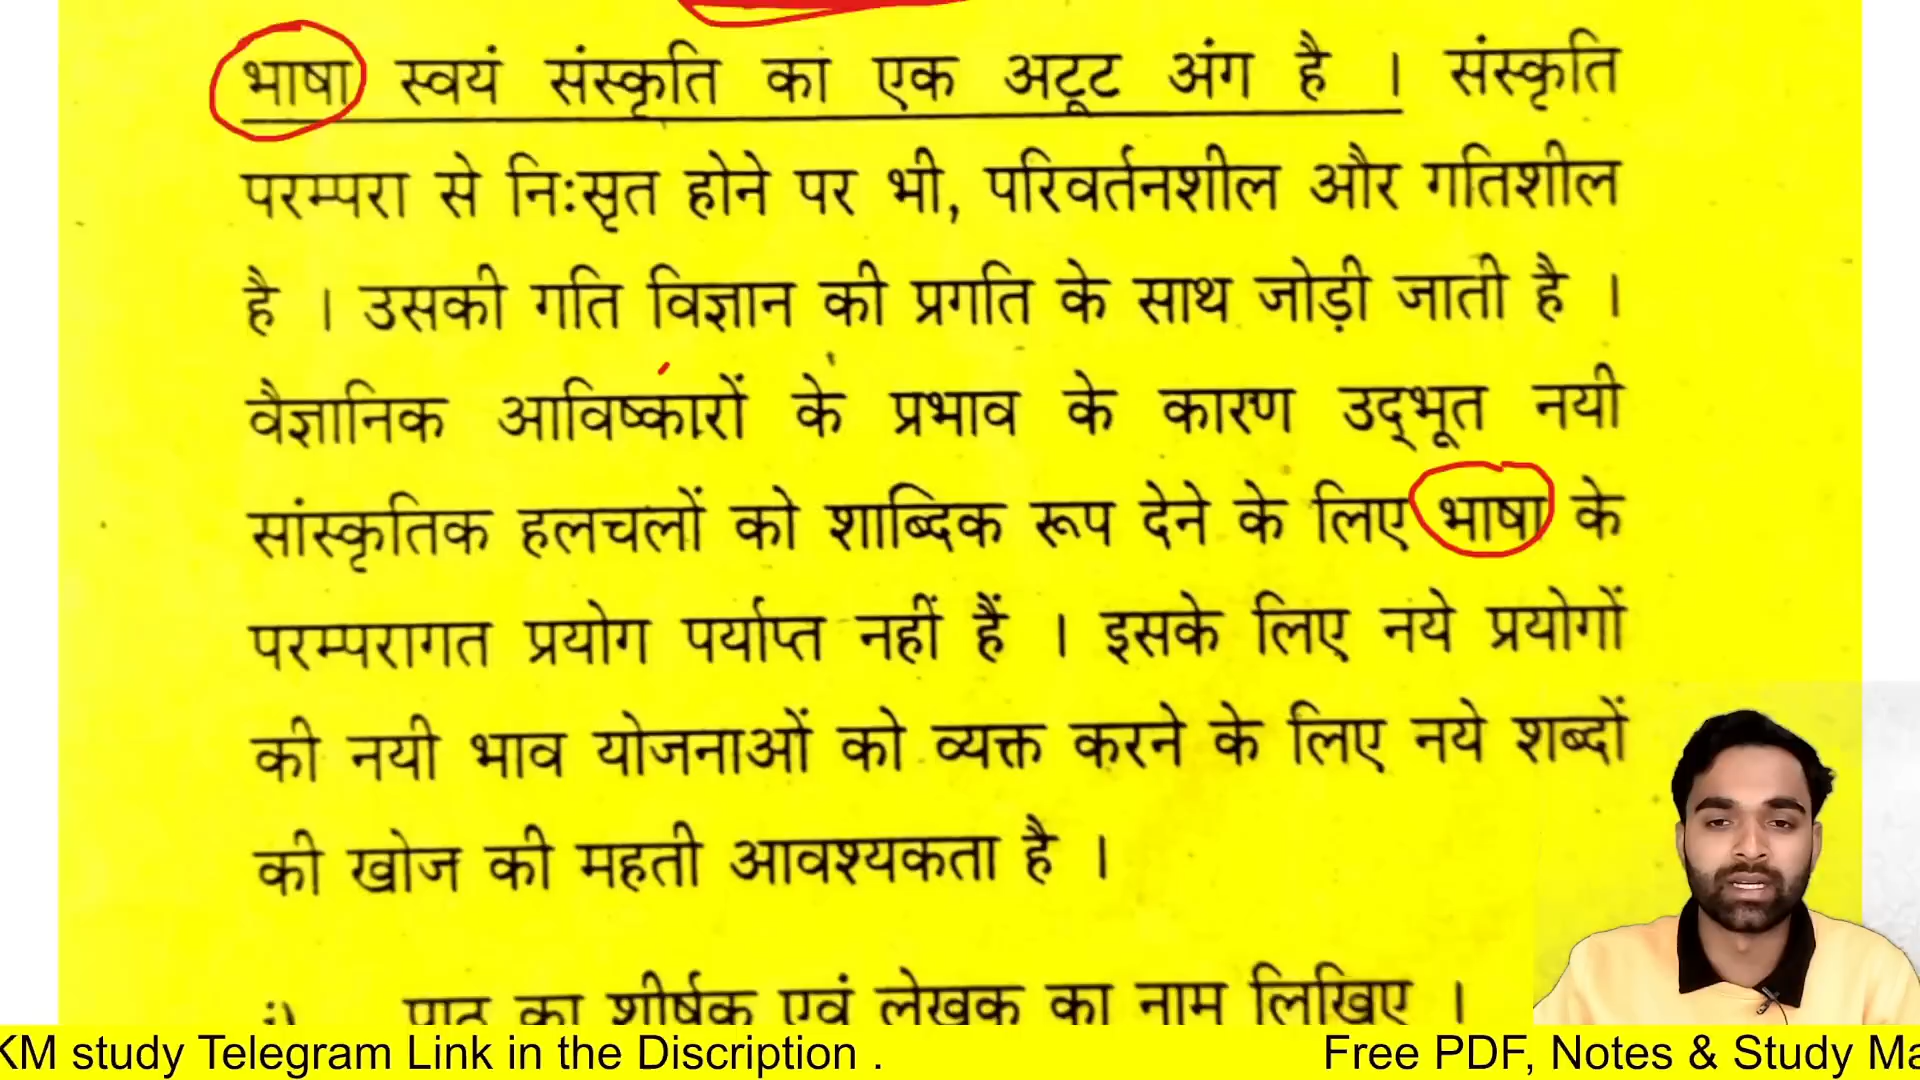 भाषा स्वयं संस्कृति का एक अटूट अंग है । संस्कृति
परम्परा से निःसृत होने पर भी, परिवर्तनशील और गतिशील
है । उसकी गति विज्ञान की प्रगति के साथ जोड़ी जाती है ।
वैज्ञानिक आविष्कारों के प्रभाव के कारण उद्‌भूत नयी
सांस्कृतिक हलचलों को शाब्दिक रूप देने के लिए भाषा के
परम्परागत प्रयोग पर्याप्त नहीं हैं । इसके लिए नये प्रयोगों
की नयी भाव योजनाओं को व्यक्त करने के लिए नये शब्दों
की खोज की महती आवश्यकता है ।
i) पाठ का शीर्षक एवं लेखक का नाम लिखिए ।
KM study Telegram Link in the Discription . Free PDF, Notes & Study Ma